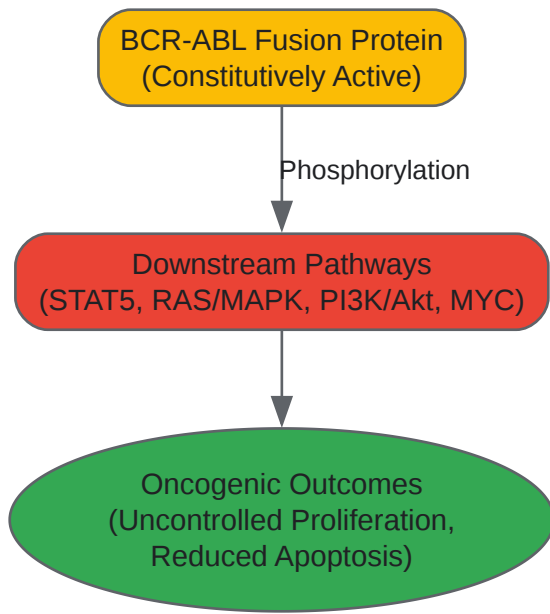 BCR-ABL Fusion Protein
(Constitutively Active)
Phosphorylation
Downstream Pathways
(STAT5, RAS/MAPK, PI3K/Akt, MYC)
Oncogenic Outcomes
(Uncontrolled Proliferation,
Reduced Apoptosis)